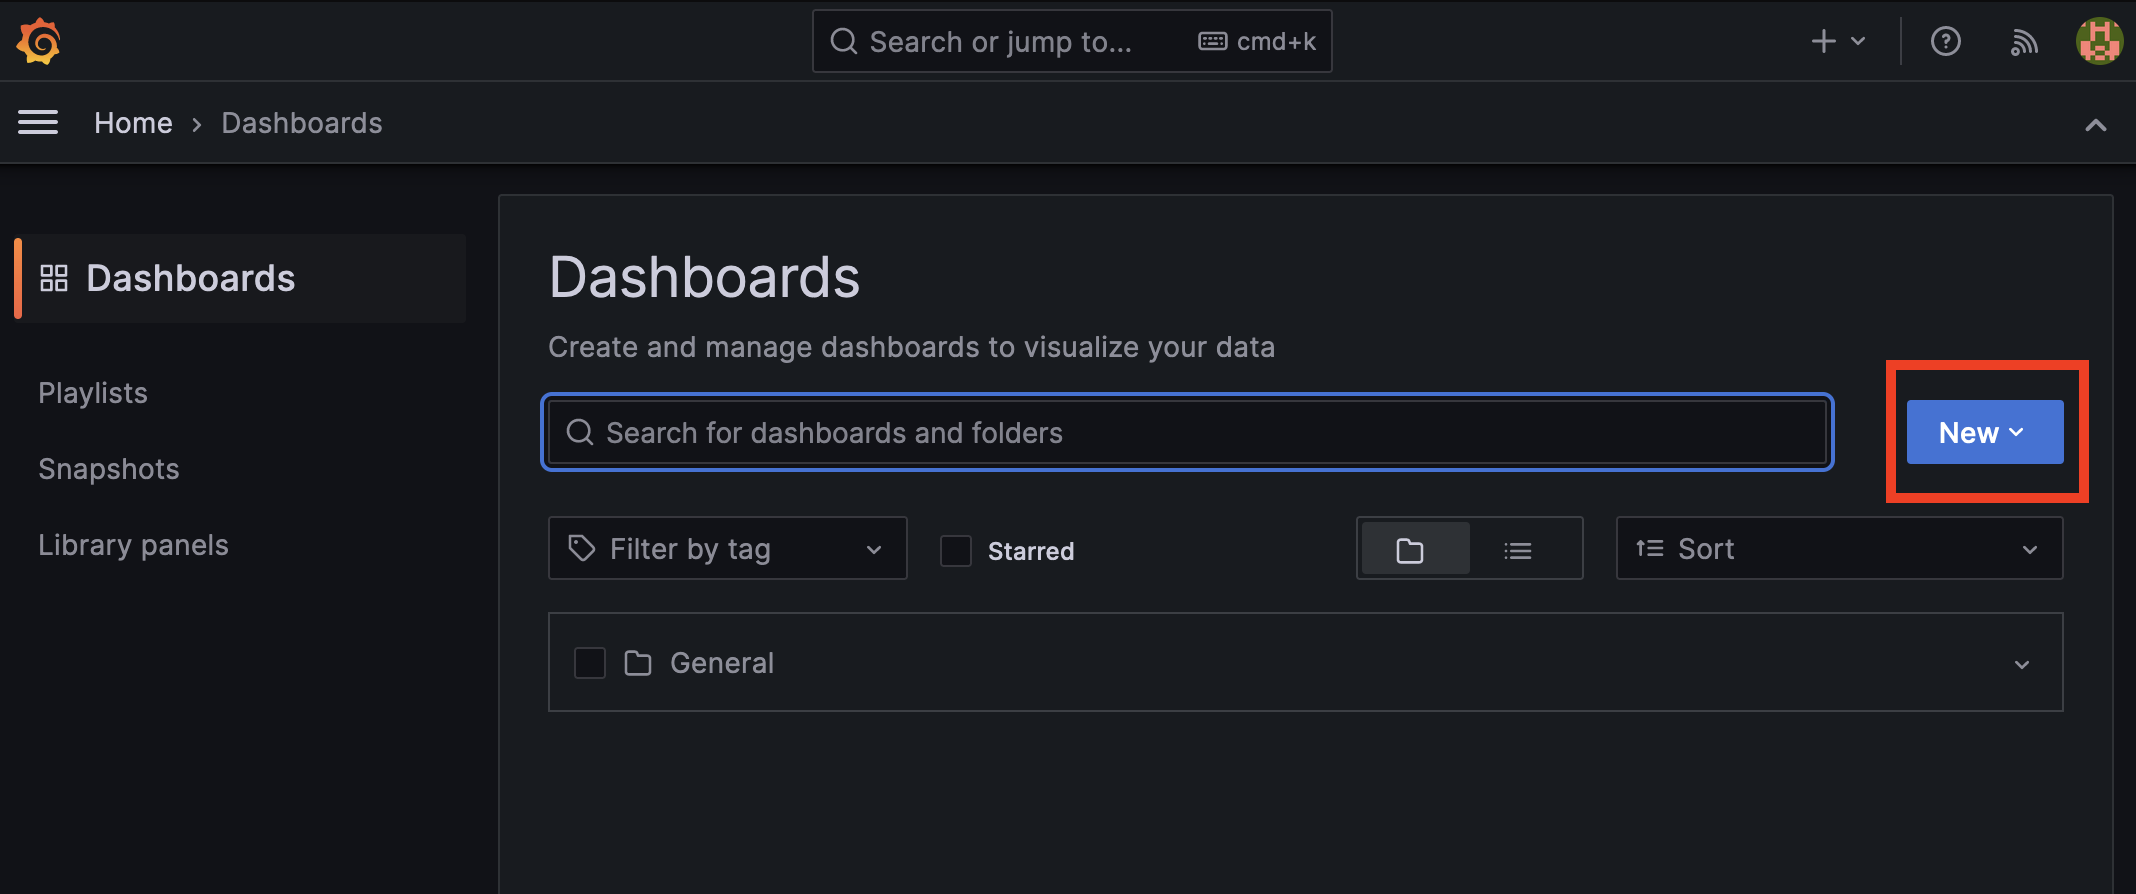 Search or jump to... cmd+k
Home > Dashboards
Dashboards
Playlists
Snapshots
Library panels
Dashboards
Create and manage dashboards to visualize your data
Search for dashboards and folders
New
Filter by tag
Starred
Sort
General